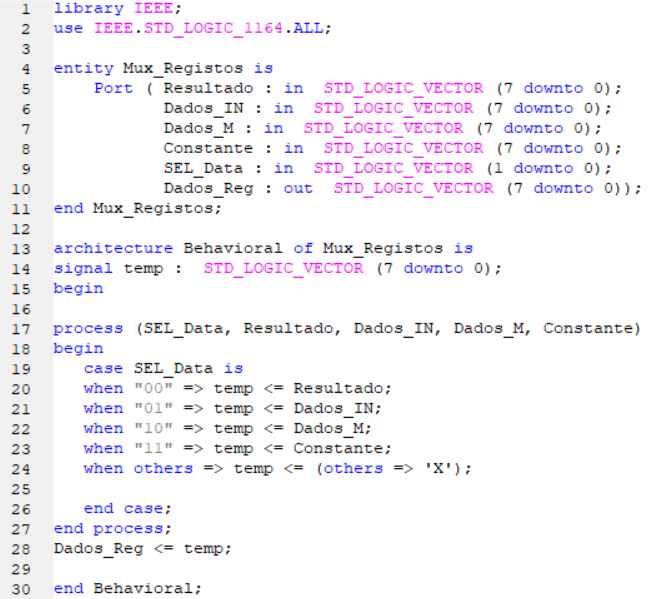 1 library IEEE;
2 use IEEE.STD_LOGIC_1164.ALL;
3
4 entity Mux_Registos is
5 Port ( Resultado : in STD_LOGIC_VECTOR (7 downto 0);
6 Dados_IN : in STD_LOGIC_VECTOR (7 downto 0);
7 Dados_M : in STD_LOGIC_VECTOR (7 downto 0);
8 Constante : in STD_LOGIC_VECTOR (7 downto 0);
9 SEL_Data : in STD_LOGIC_VECTOR (1 downto 0);
10 Dados_Reg : out STD_LOGIC_VECTOR (7 downto 0));
11 end Mux_Registos;
12
13 architecture Behavioral of Mux_Registos is
14 signal temp : STD_LOGIC_VECTOR (7 downto 0);
15 begin
16
17 process (SEL_Data, Resultado, Dados_IN, Dados_M, Constante)
18 begin
19 case SEL_Data is
20 when "00" => temp <= Resultado;
21 when "01" => temp <= Dados_IN;
22 when "10" => temp <= Dados_M;
23 when "11" => temp <= Constante;
24 when others => temp <= (others => 'X');
25
26 end case;
27 end process;
28 Dados_Reg <= temp;
29
30 end Behavioral;